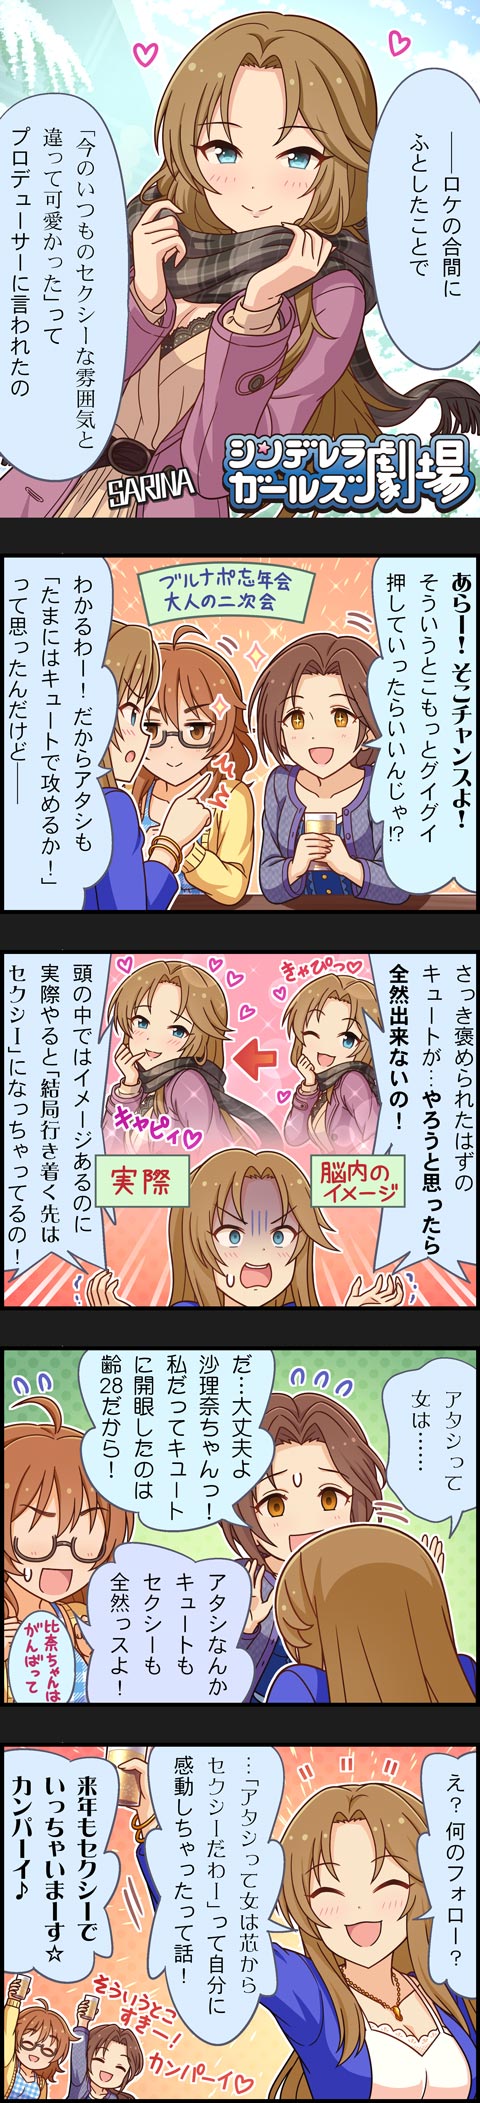 ――ロケの合間に
ふとしたことで
「今のいつものセクシーな雰囲気と
違って可愛かった」って
プロデューサーに言われたの
シンデレラ
ガールズ劇場
SARINA
ブルナポ忘年会
大人の二次会
あらー！そこチャンスよ！
そういうとこもっとグイグイ
押していったらいいんじゃ!?
わかるわー！だからアタシも
「たまにはキュートで攻めるか！」
って思ったんだけど――
さっき褒められたはずの
キュートが…やろうと思ったら
全然出来ないの！
きゃぴっ♡
キャピィ♡
脳内の
イメージ
実際
頭の中ではイメージあるのに
実際やると「結局行き着く先は
セクシー」になっちゃってるの！
アタシって
女は……
だ…大丈夫よ
沙理奈ちゃんっ！
私だってキュート
に開眼したのは
齢28だから！
アタシなんか
キュートも
セクシーも
全然っスよ！
比奈ちゃんは
がんばって
え？何のフォロー？
…「アタシって女は芯から
セクシーだわー」って自分に
感動しちゃったって話！
来年もセクシーで
いっちゃいまーす☆
カンパーイ♪
そういうとこ
すきー！
カンパーイ♡